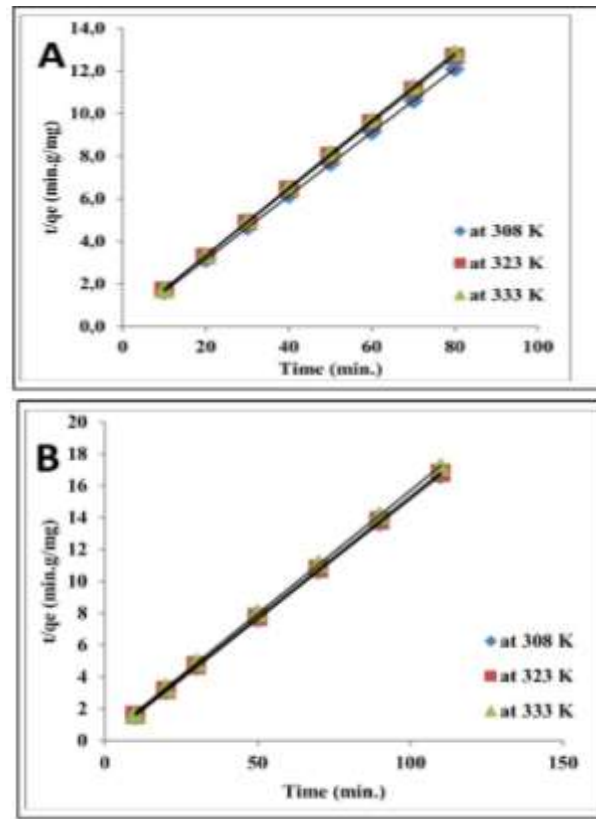 A
t/qe (min.g/mg)
14,0
12,0
10,0
8,0
6,0
4,0
2,0
0,0
0 20 40 60 80 100
Time (min.)
at 308 K
at 323 K
at 333 K
B
t/qe (min.g/mg)
20
18
16
14
12
10
8
6
4
2
0
0 50 100 150
Time (min.)
at 308 K
at 323 K
at 333 K